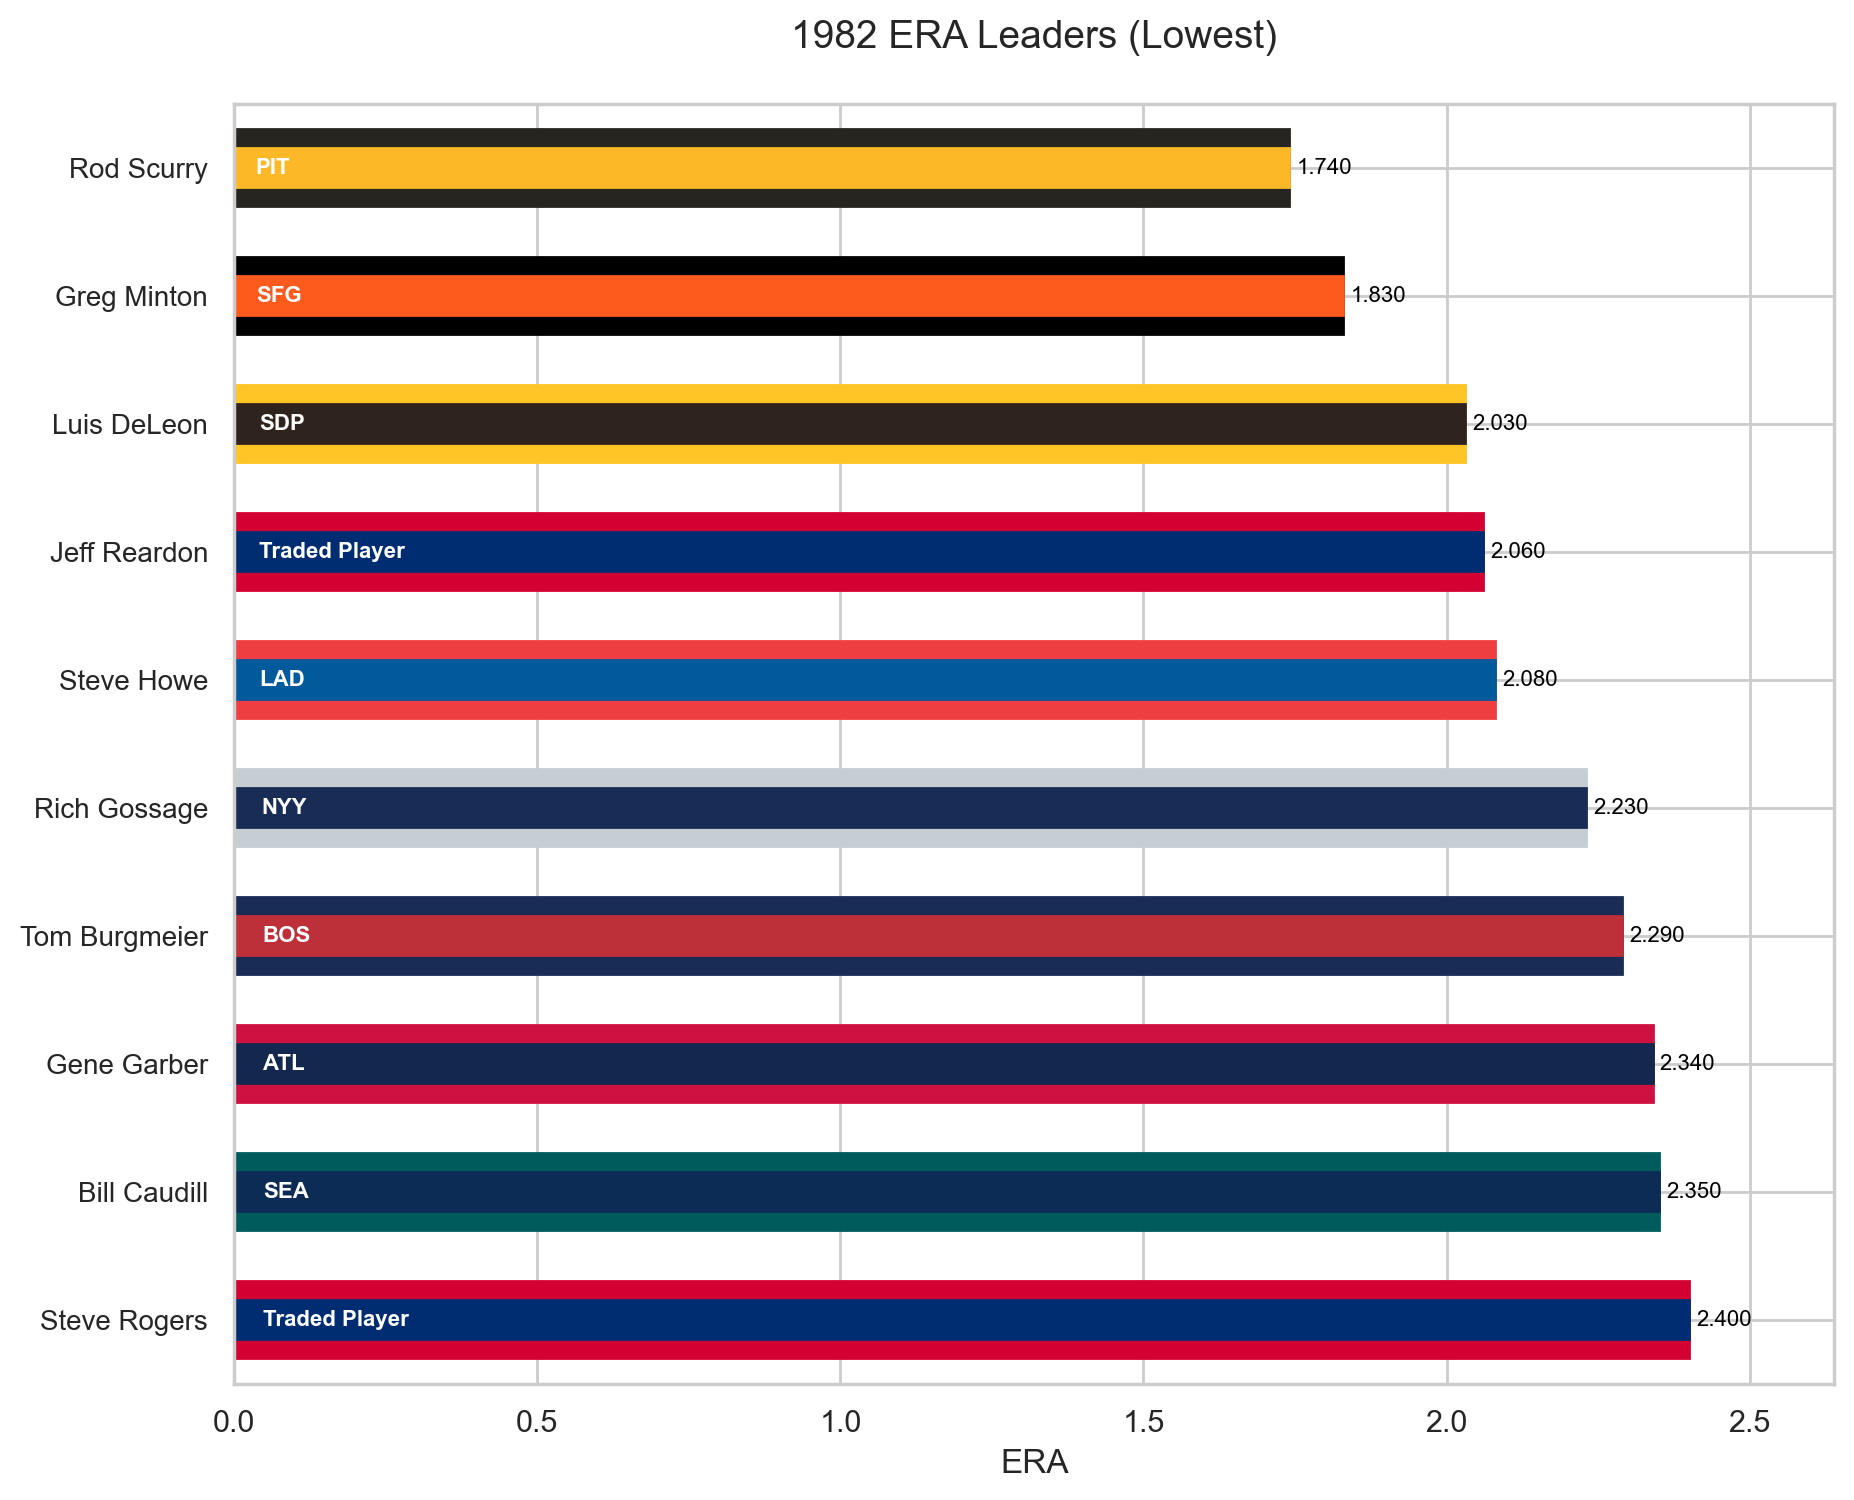 1982 ERA Leaders (Lowest)
Rod Scurry PIT 1.740
Greg Minton SFG 1.830
Luis DeLeon SDP 2.030
Jeff Reardon Traded Player 2.060
Steve Howe LAD 2.080
Rich Gossage NYY 2.230
Tom Burgmeier BOS 2.290
Gene Garber ATL 2.340
Bill Caudill SEA 2.350
Steve Rogers Traded Player 2.400
0.0 0.5 1.0 1.5 2.0 2.5
ERA